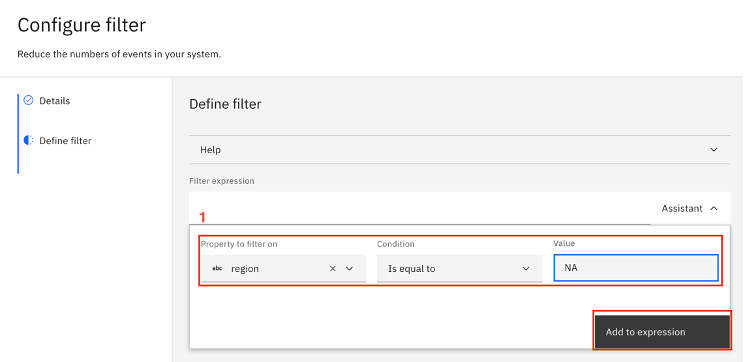 Configure filter
Reduce the numbers of events in your system.
Details
Define filter
Define filter
Help
Filter expression
Assistant
1
Property to filter on
Condition
Value
abc region
Is equal to
NA
Add to expression